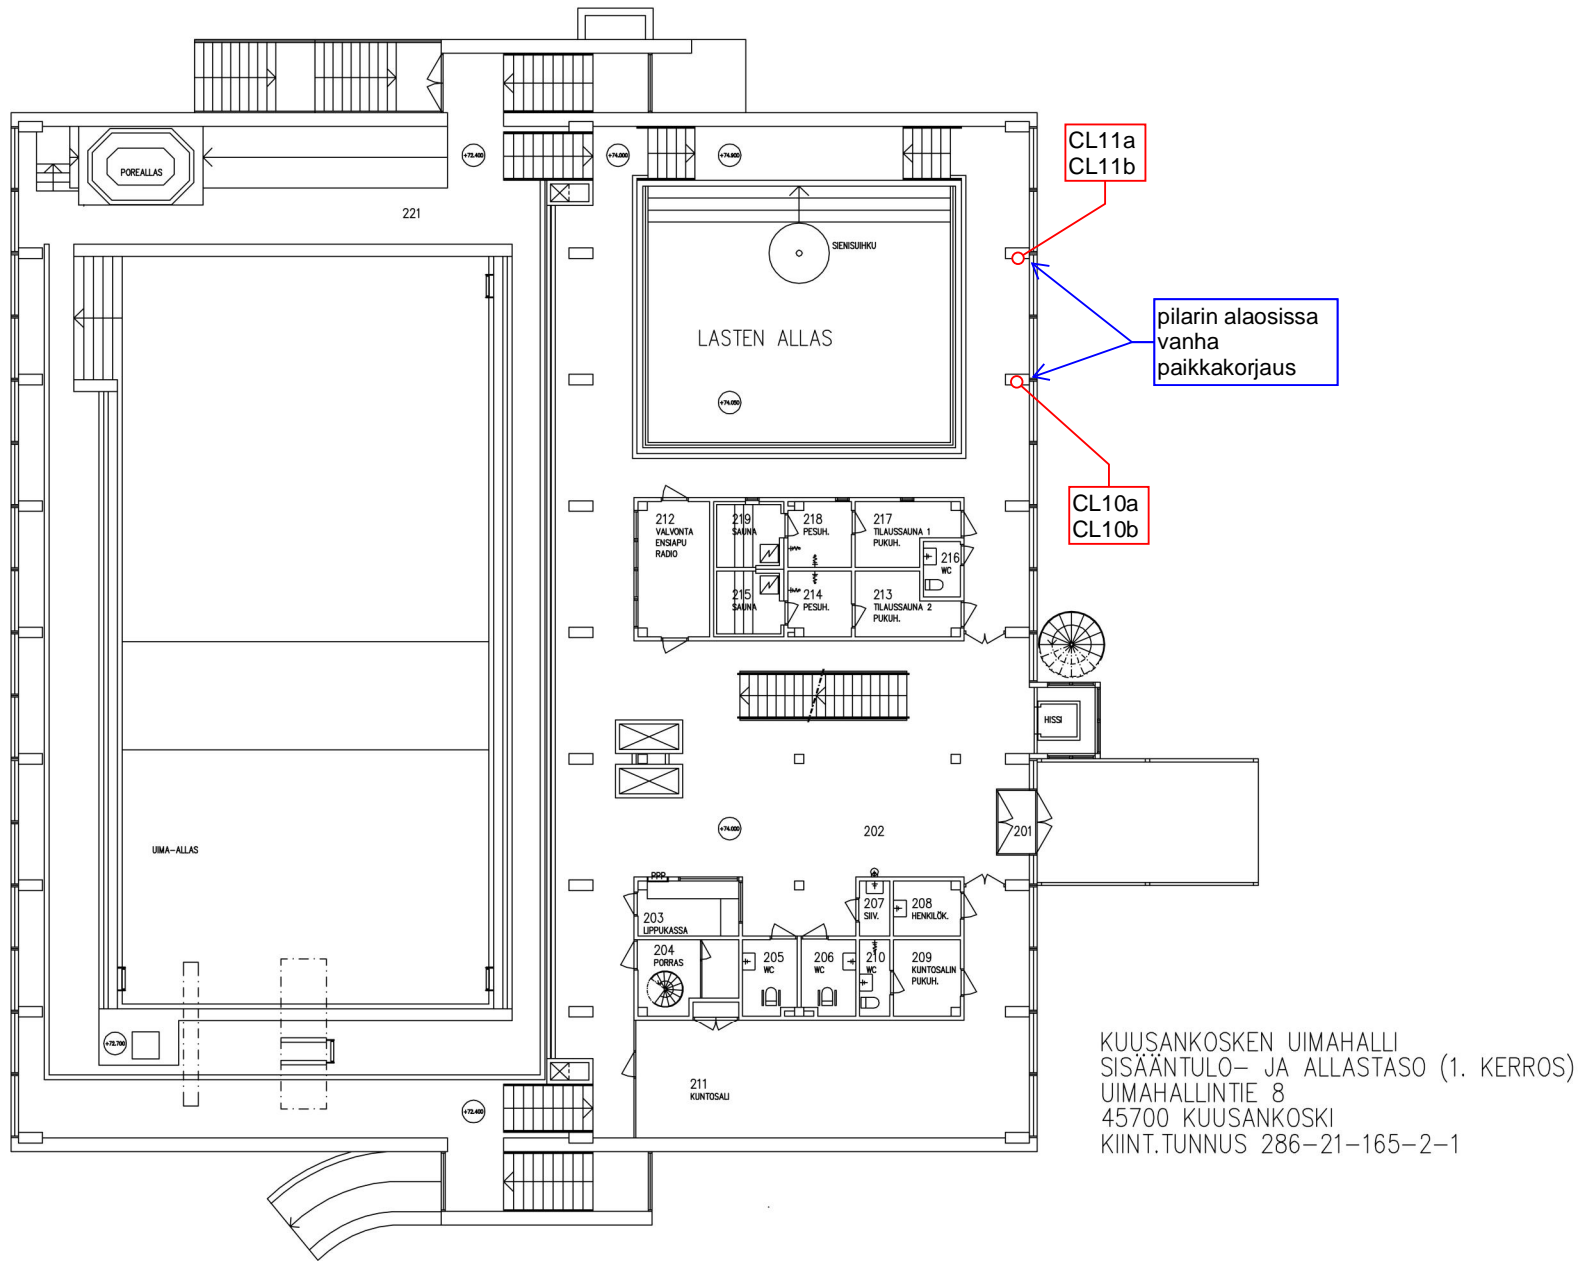 CL11a
CL11b
POREALLAS
+72.400
+74.000
+74.900
221
SIENISUIHKU
pilarin alaosissa
vanha
paikkakorjaus
LASTEN ALLAS
+74.050
CL10a
CL10b
212
VALVONTA
ENSIAPU
RADIO
219
SAUNA
218
PESUH.
217
TILAUSSAUNA 1
PUKUH.
216
WC
215
SAUNA
214
PESUH.
213
TILAUSSAUNA 2
PUKUH.
HISSI
+74.000
202
201
UIMA-ALLAS
PPP
203
LIPPUKASSA
207
SIIV.
208
HENKILÖK.
204
PORRAS
205
WC
206
WC
210
WC
209
KUNTOSALIN
PUKUH.
+72.700
211
KUNTOSALI
+72.400
KUUSANKOSKEN UIMAHALLI
SISÄÄNTULO- JA ALLASTASO (1. KERROS)
UIMAHALLINTIE 8
45700 KUUSANKOSKI
KIINT.TUNNUS 286-21-165-2-1